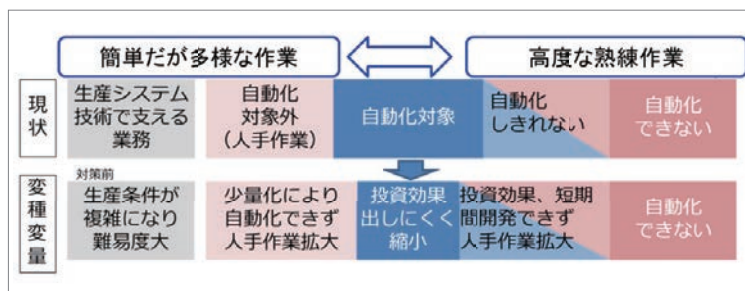 簡単だが多様な作業
高度な熟練作業
現状
生産システム
技術で支える
業務
自動化
対象外
（人手作業）
自動化対象
自動化
しきれない
自動化
できない
変種変量
対策前
生産条件が
複雑になり
難易度大
少量化により
自動化できず
人手作業拡大
投資効果
出しにくく
縮小
投資効果、短期
間開発できず
人手作業拡大
自動化
できない